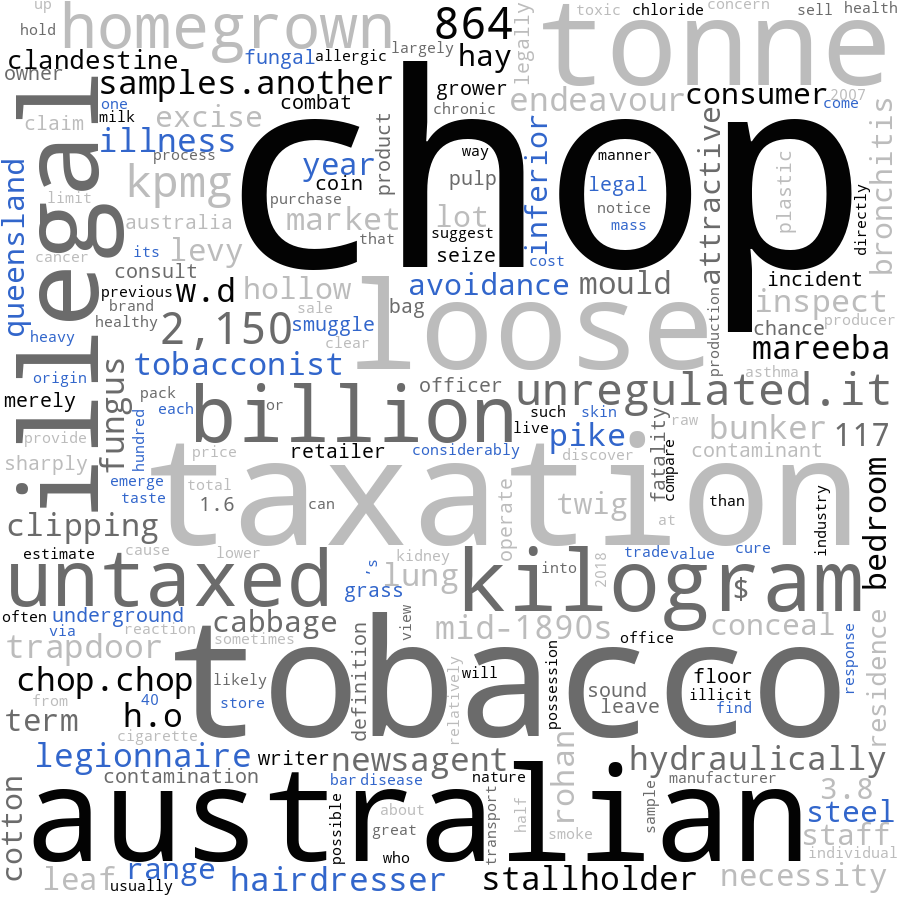 up
hold
homegrown
864
toxic
chloride
concern
sell
health
tonne
clandestine
fungal
allergic
largely
hay
legally
owner
samples.another
grower
consumer
2007
one
combat
chronic
endeavour
come
milk
claim
excise
chop
product
illness
process
year
coin
purchase
way
pulp
inferior
manner
legal
notice
mass
attractive
plastic
bronchitis
directly
queensland
illegal
limit
kpmg
market
lot
australia
that
suggest
its
levy
seize
cost
cancer
consult
avoidance
mould
incident
previous
w.d
hollow
bag
brand
sale
inspect
healthy
2,150
smuggle
loose
production
chance
producer
heavy
clear
mareeba
tobacconist
asthma
origin
fungus
officer
unregulated.it
merely
pack
each
billion
or
such
skin
hundred
live
pike
fatality
raw
bunker
117
provide
price
retailer
considerably
discover
compare
contaminant
sharply
taxation
emerge
total
taste
1.6
can
operate
twig
than
at
industry
bedroom
clipping
estimate
cause
lower
's
kidney
into
2018
trade
value
cure
untaxed
lung
kilogram
$
grass
often
underground
cabbage
view
mid-1890s
conceal
via
reaction
sometimes
office
trapdoor
tobacco
definition
relatively
possession
response
residence
chop.chop
likely
will
sound
floor
illicit
from
40
store
leave
find
term
h.o
cigarette
legionnaire
writer
newsagent
rohan
hydraulically
contamination
bar
disease
nature
manufacturer
cotton
australian
possible
about
transport
half
sample
3.8
steel
great
smoke
staff
who
individual
leaf
range
usually
hairdresser
stallholder
necessity